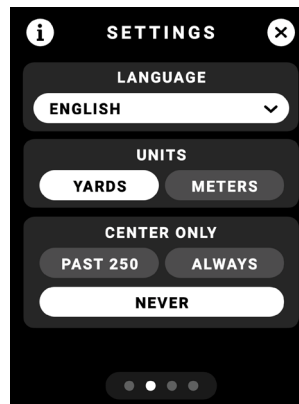 i SETTINGS
LANGUAGE
ENGLISH
UNITS
YARDS METERS
CENTER ONLY
PAST 250 ALWAYS
NEVER